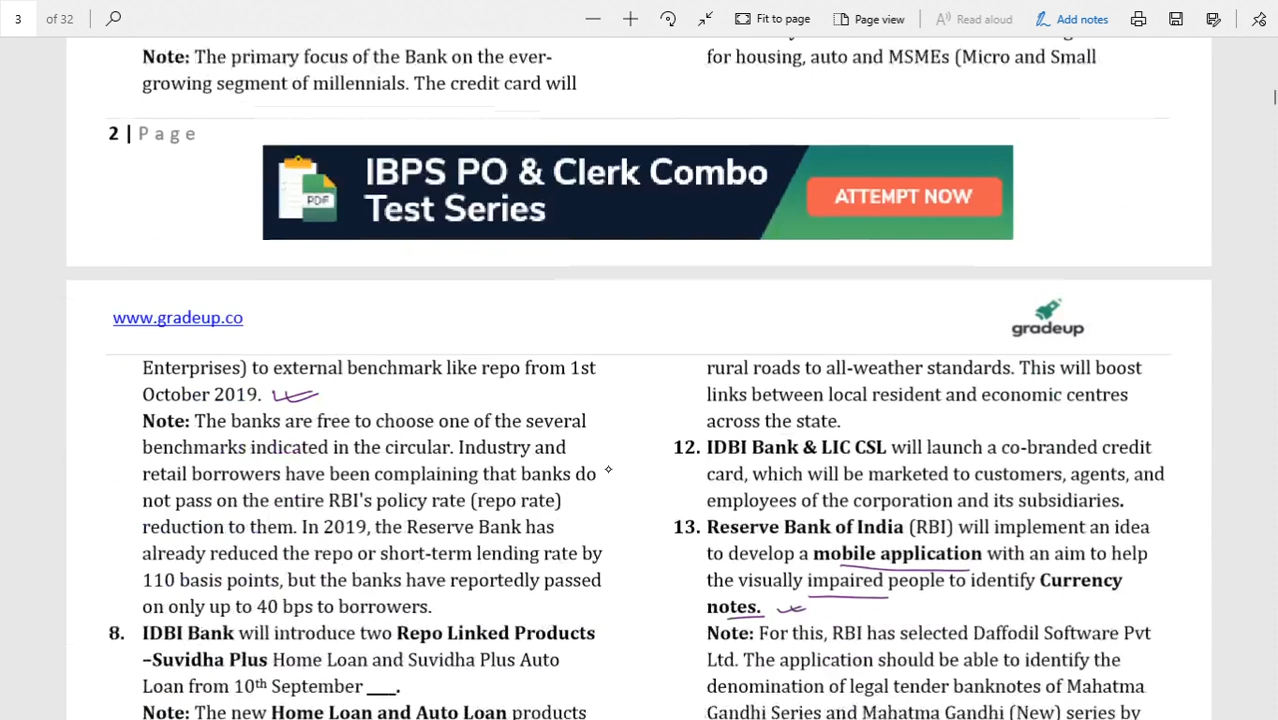 3 of 32 Fit to page Page view Read aloud Add notes
Note: The primary focus of the Bank on the ever-
growing segment of millennials. The credit card will
for housing, auto and MSMEs (Micro and Small
2 | Page
IBPS PO & Clerk Combo
Test Series
PDF
ATTEMPT NOW
www.gradeup.co
gradeup
Enterprises) to external benchmark like repo from 1st
October 2019.
Note: The banks are free to choose one of the several
benchmarks indicated in the circular. Industry and
retail borrowers have been complaining that banks do
not pass on the entire RBI's policy rate (repo rate)
reduction to them. In 2019, the Reserve Bank has
already reduced the repo or short-term lending rate by
110 basis points, but the banks have reportedly passed
on only up to 40 bps to borrowers.
8. IDBI Bank will introduce two Repo Linked Products
–Suvidha Plus Home Loan and Suvidha Plus Auto
Loan from 10th September ___.
Note: The new Home Loan and Auto Loan products
rural roads to all-weather standards. This will boost
links between local resident and economic centres
across the state.
12. IDBI Bank & LIC CSL will launch a co-branded credit
card, which will be marketed to customers, agents, and
employees of the corporation and its subsidiaries.
13. Reserve Bank of India (RBI) will implement an idea
to develop a mobile application with an aim to help
the visually impaired people to identify Currency
notes.
Note: For this, RBI has selected Daffodil Software Pvt
Ltd. The application should be able to identify the
denomination of legal tender banknotes of Mahatma
Gandhi Series and Mahatma Gandhi (New) series by